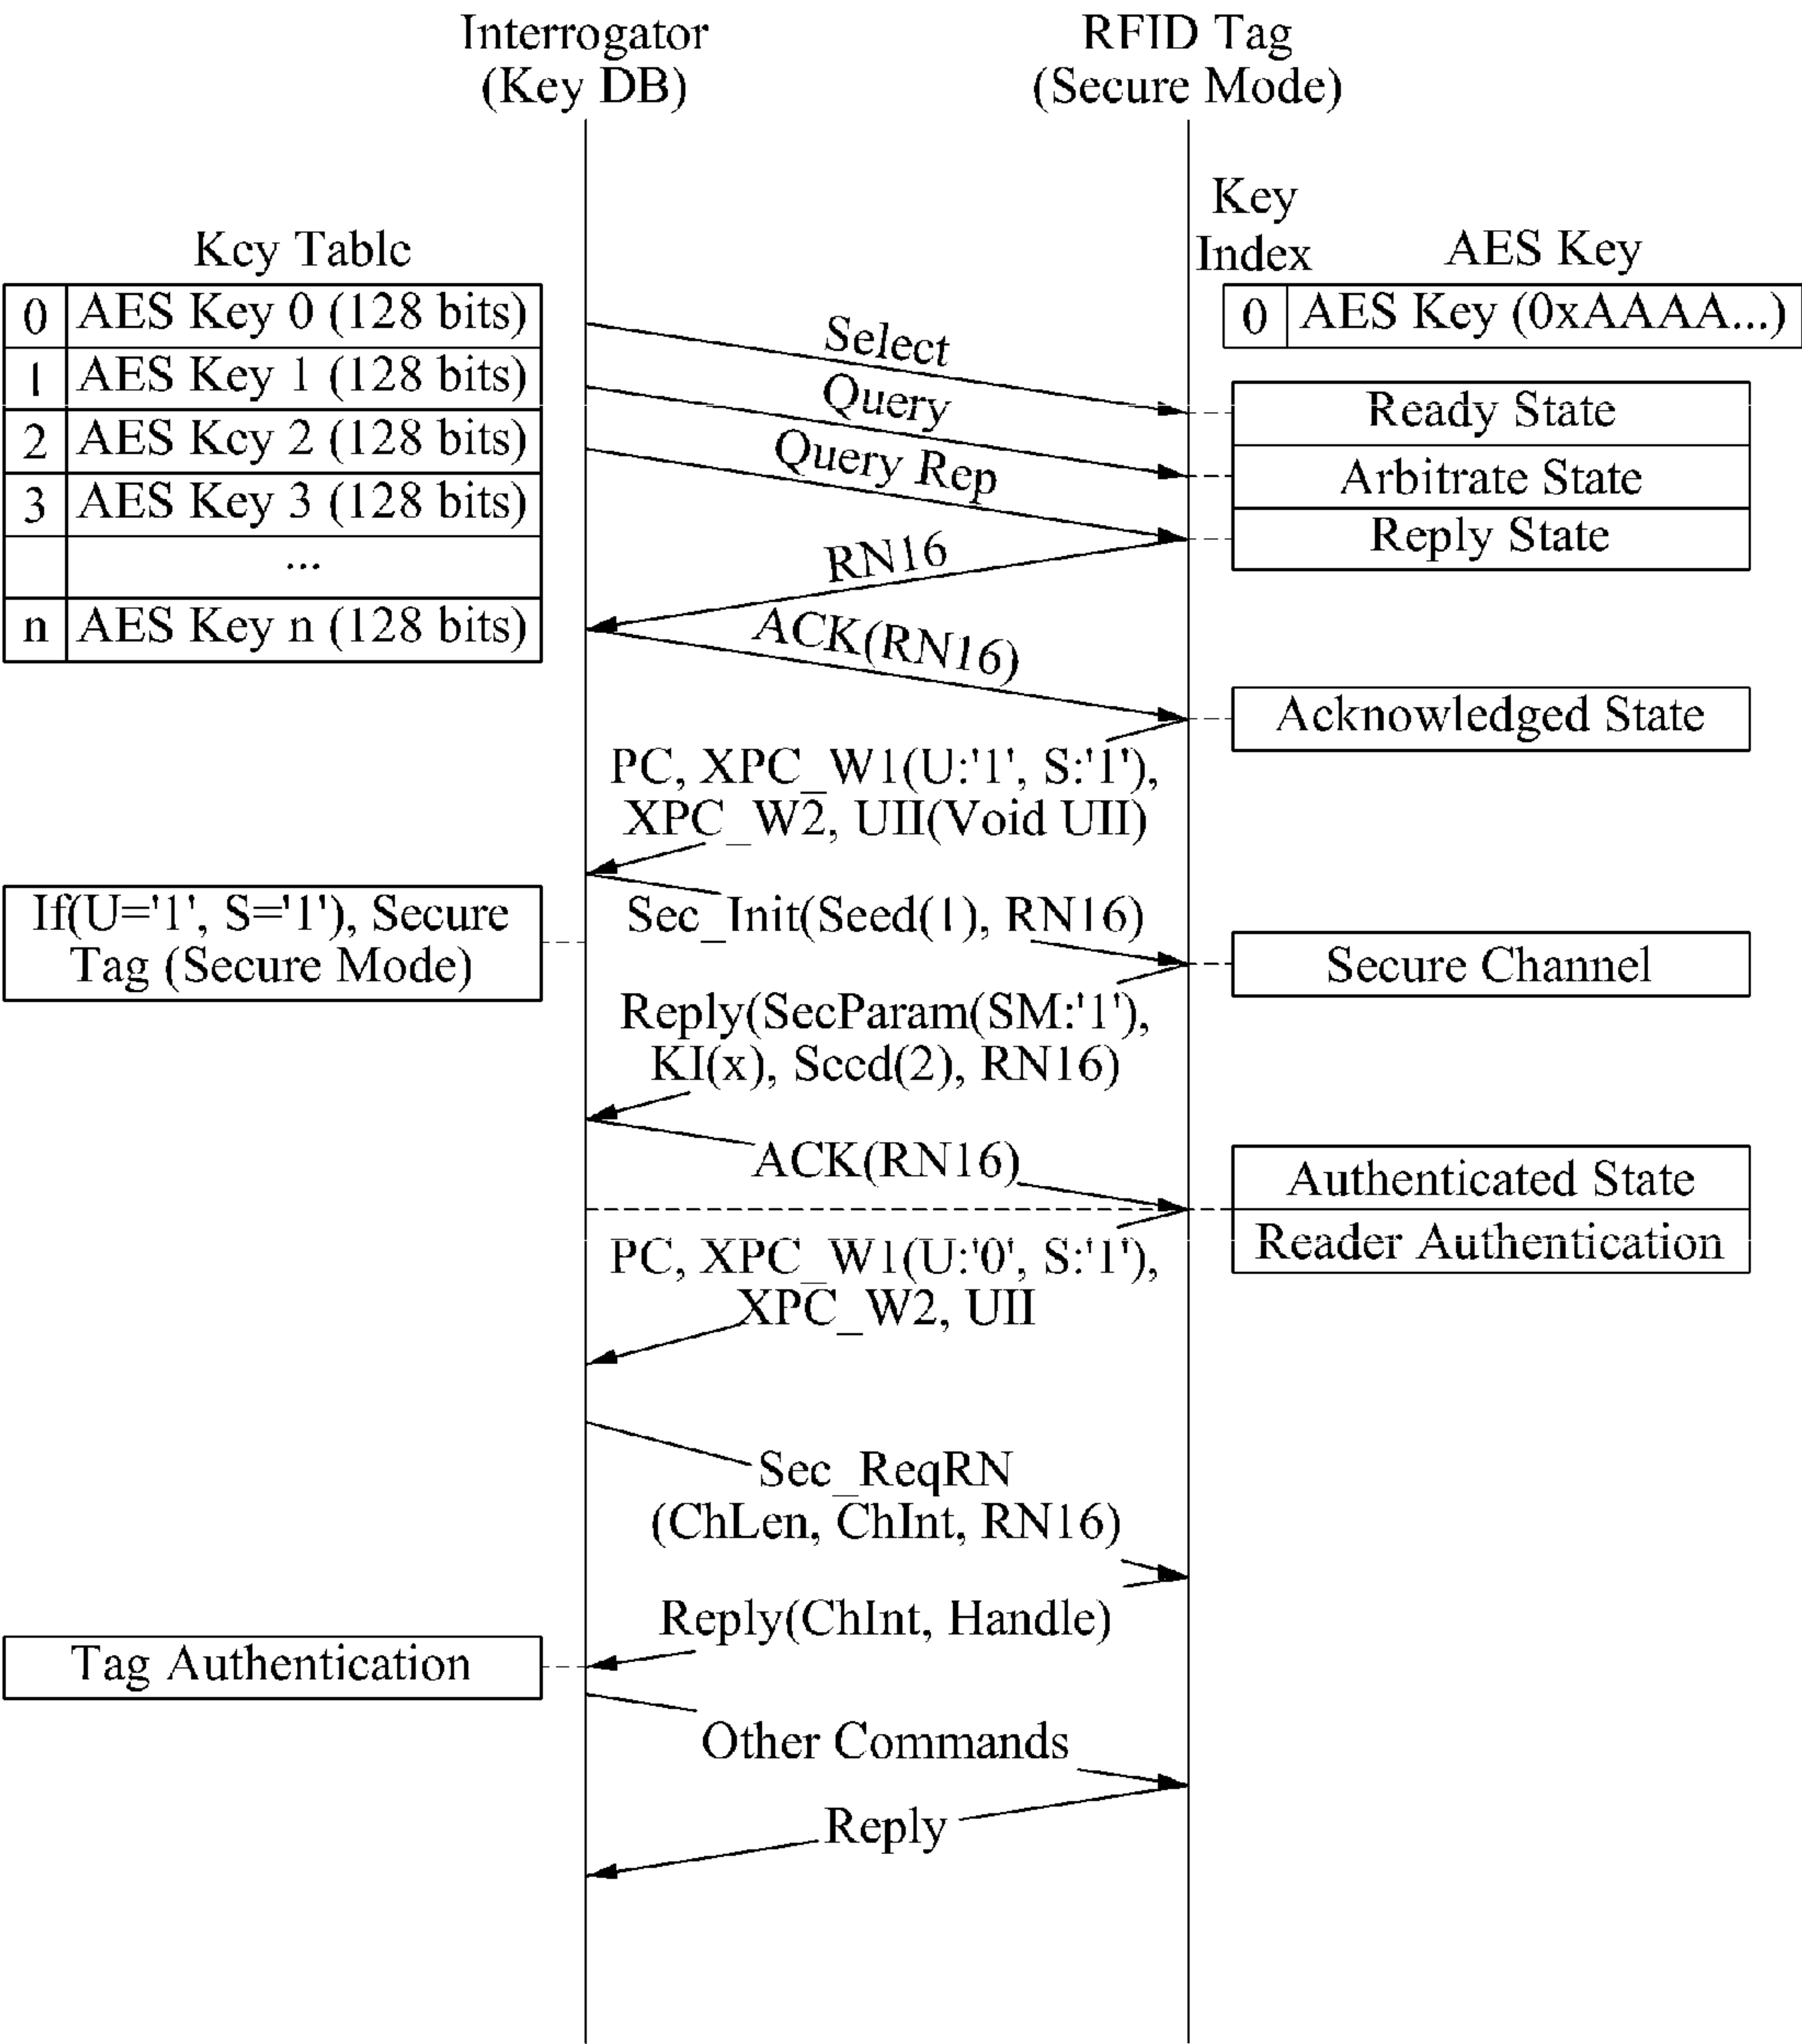 Interrogator
(Key DB)
RFID Tag
(Secure Mode)
Key Table
0 AES Key 0 (128 bits)
1 AES Key 1 (128 bits)
2 AES Key 2 (128 bits)
3 AES Key 3 (128 bits)
...
n AES Key n (128 bits)
Key
Index
AES Key
0 AES Key (0xAAAA...)
Select
Ready State
Query
Arbitrate State
Query Rep
Reply State
RN16
ACK(RN16)
Acknowledged State
PC, XPC_W1(U:'1', S:'1'),
XPC_W2, UII(Void UII)
If(U='1', S='1'), Secure
Tag (Secure Mode)
Sec_Init(Seed(1), RN16)
Secure Channel
Reply(SecParam(SM:'1'),
KI(x), Seed(2), RN16)
ACK(RN16)
Authenticated State
Reader Authentication
PC, XPC_W1(U:'0', S:'1'),
XPC_W2, UII
Sec_ReqRN
(ChLen, ChInt, RN16)
Reply(ChInt, Handle)
Tag Authentication
Other Commands
Reply